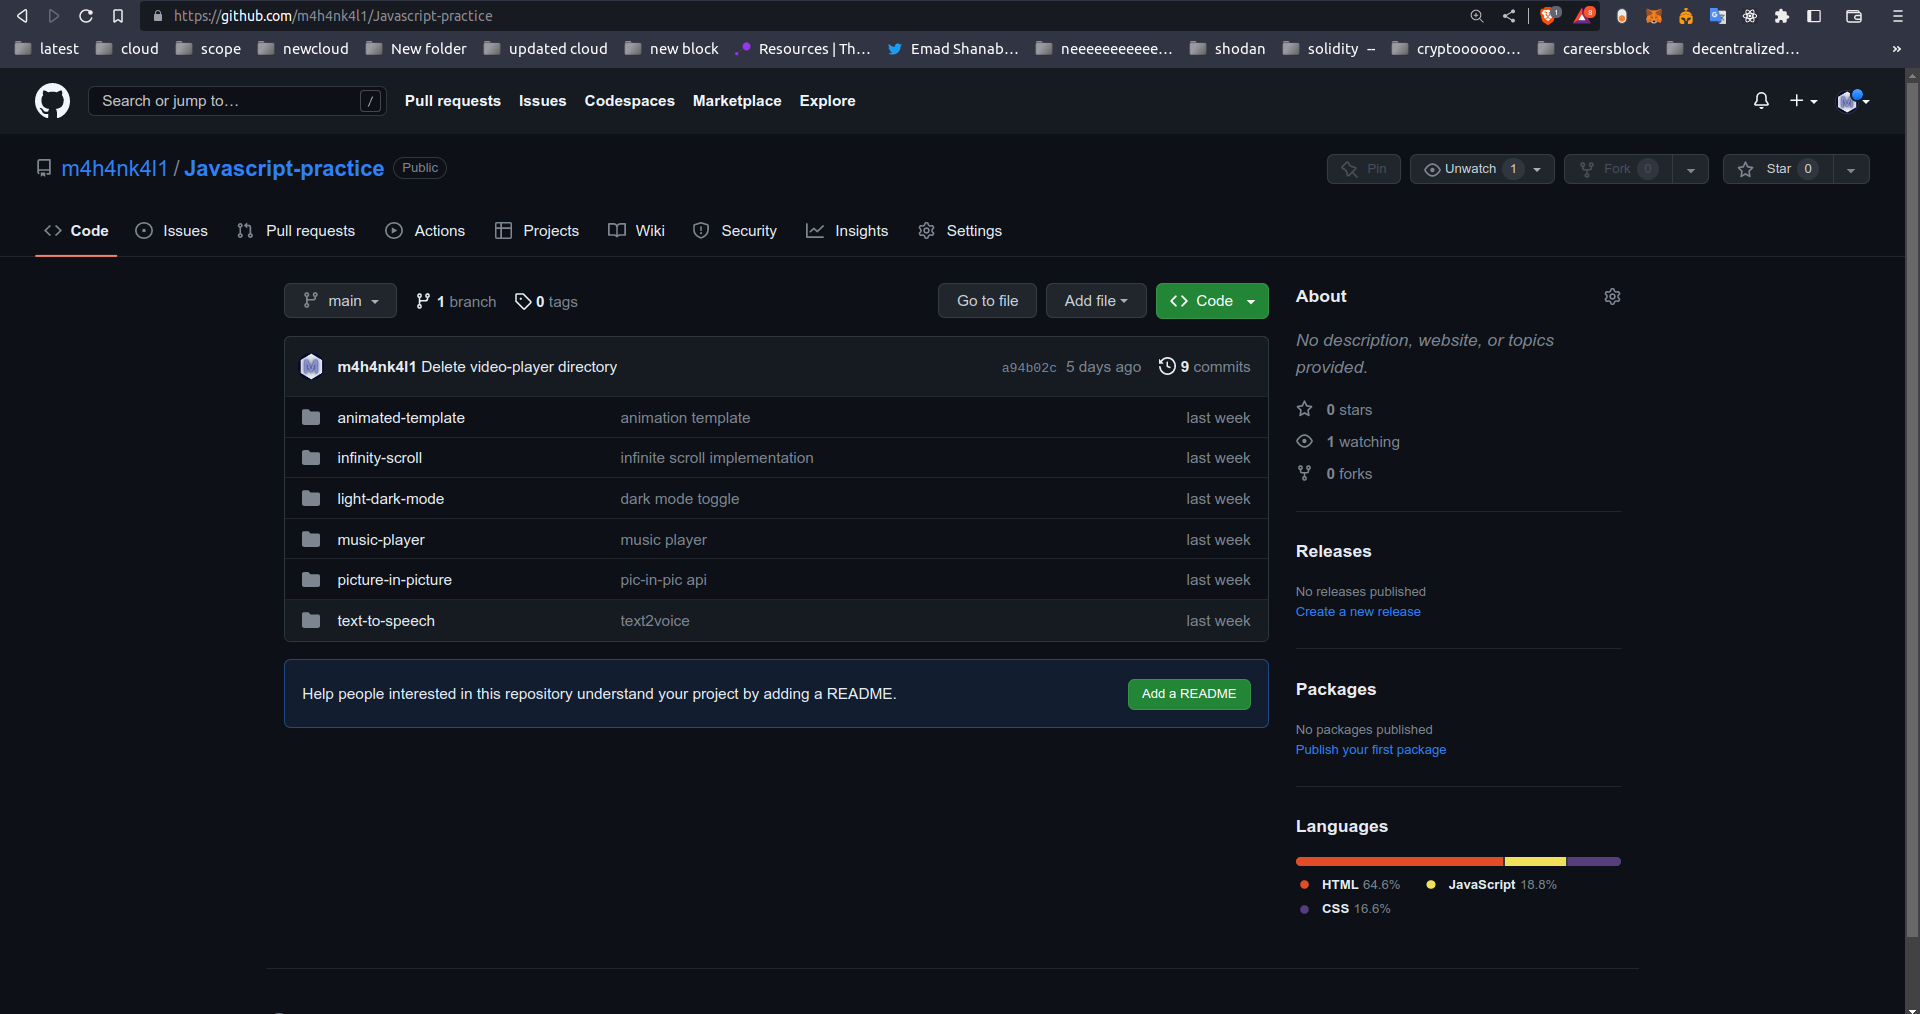 https://github.com/m4h4nk4l1/Javascript-practice 1 8
latest cloud scope newcloud New folder updated cloud new block Resources | Th… Emad Shanab… neeeeeeeeeee… shodan solidity -- cryptoooooo… careersblock decentralized… »
Search or jump to… / Pull requests Issues Codespaces Marketplace Explore
m4h4nk4l1 / Javascript-practice Public Pin Unwatch 1 Fork 0 Star 0
Code Issues Pull requests Actions Projects Wiki Security Insights Settings
main 1 branch 0 tags Go to file Add file Code
m4h4nk4l1 Delete video-player directory a94b02c 5 days ago 9 commits
animated-template animation template last week
infinity-scroll infinite scroll implementation last week
light-dark-mode dark mode toggle last week
music-player music player last week
picture-in-picture pic-in-pic api last week
text-to-speech text2voice last week
Help people interested in this repository understand your project by adding a README. Add a README
About
No description, website, or topics
provided.
0 stars
1 watching
0 forks
Releases
No releases published
Create a new release
Packages
No packages published
Publish your first package
Languages
HTML 64.6% JavaScript 18.8%
CSS 16.6%